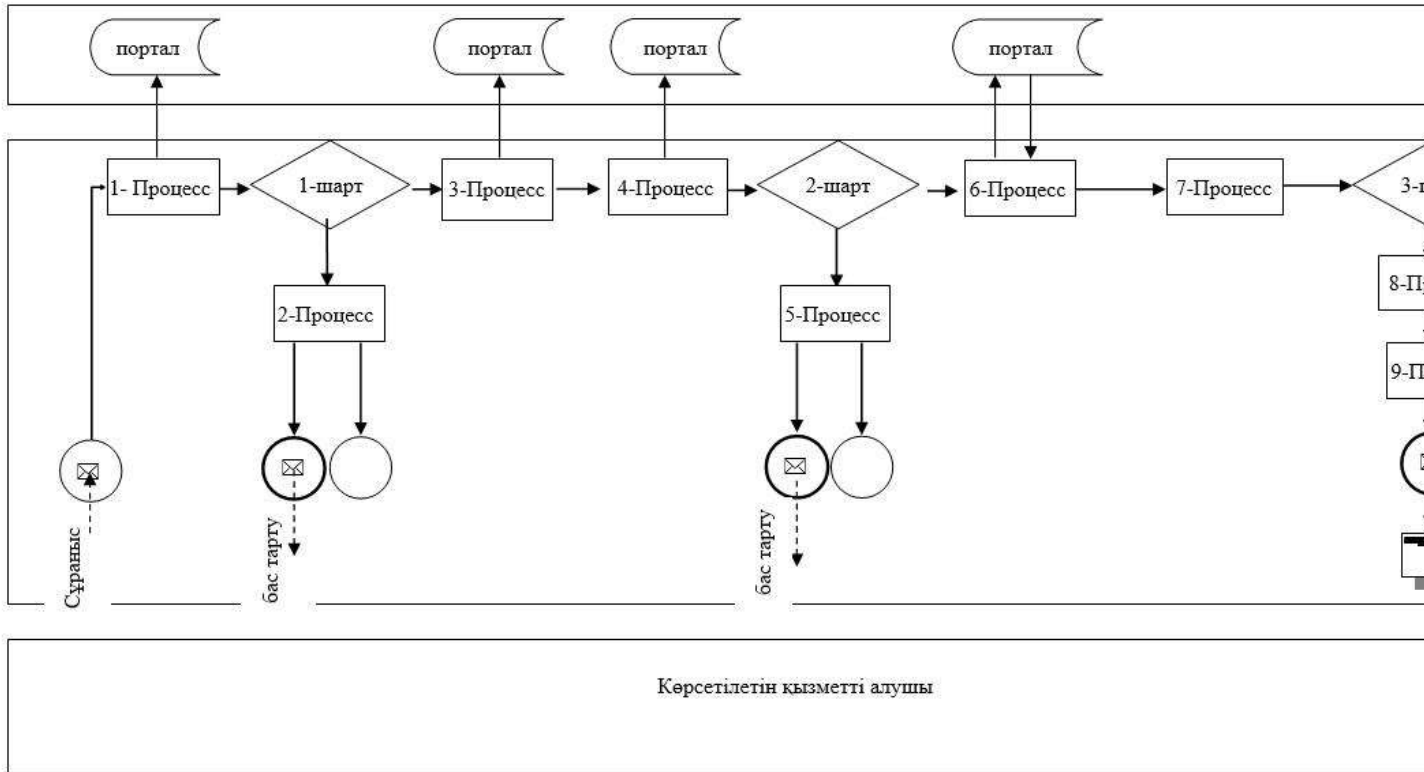 портал
портал
портал
портал
1- Процесс
1-шарт
3-Процесс
4-Процесс
2-шарт
6-Процесс
7-Процесс
2-Процесс
5-Процесс
Сұраныс
бас тарту
бас тарту
Көрсетілетін қызметті алушы